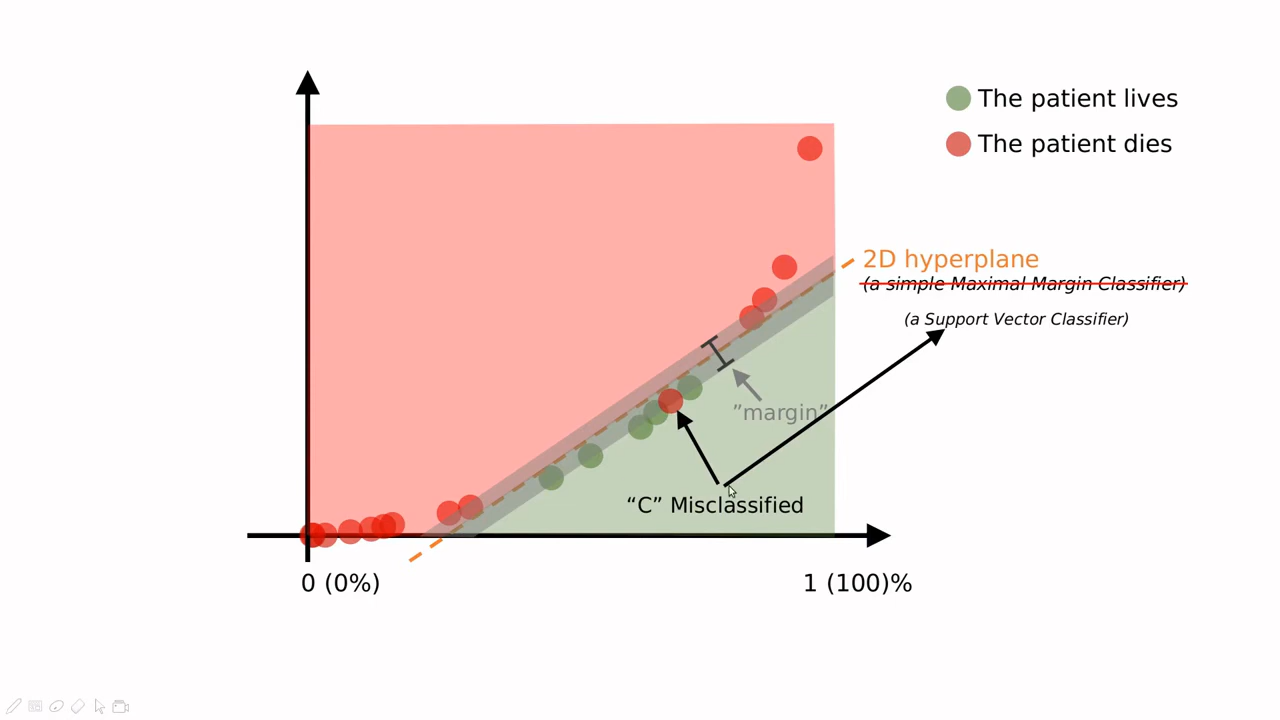 The patient lives
The patient dies
2D hyperplane
(a simple Maximal Margin Classifier)
(a Support Vector Classifier)
”margin”
“C” Misclassified
0 (0%)
1 (100)%